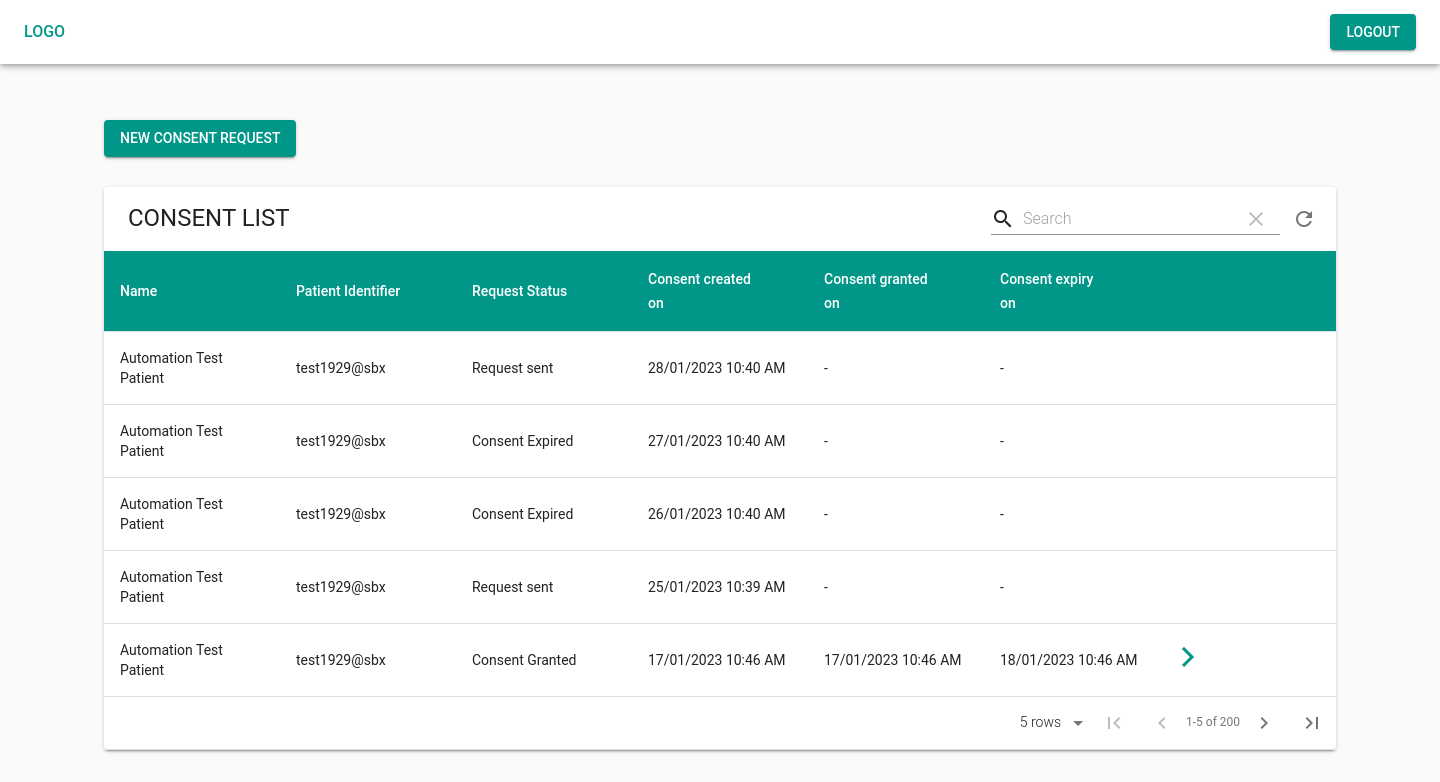 LOGO
LOGOUT
NEW CONSENT REQUEST
CONSENT LIST
Search
Name Patient Identifier Request Status Consent created on Consent granted on Consent expiry on
Automation Test Patient test1929@sbx Request sent 28/01/2023 10:40 AM - -
Automation Test Patient test1929@sbx Consent Expired 27/01/2023 10:40 AM - -
Automation Test Patient test1929@sbx Consent Expired 26/01/2023 10:40 AM - -
Automation Test Patient test1929@sbx Request sent 25/01/2023 10:39 AM - -
Automation Test Patient test1929@sbx Consent Granted 17/01/2023 10:46 AM 17/01/2023 10:46 AM 18/01/2023 10:46 AM
5 rows 1-5 of 200